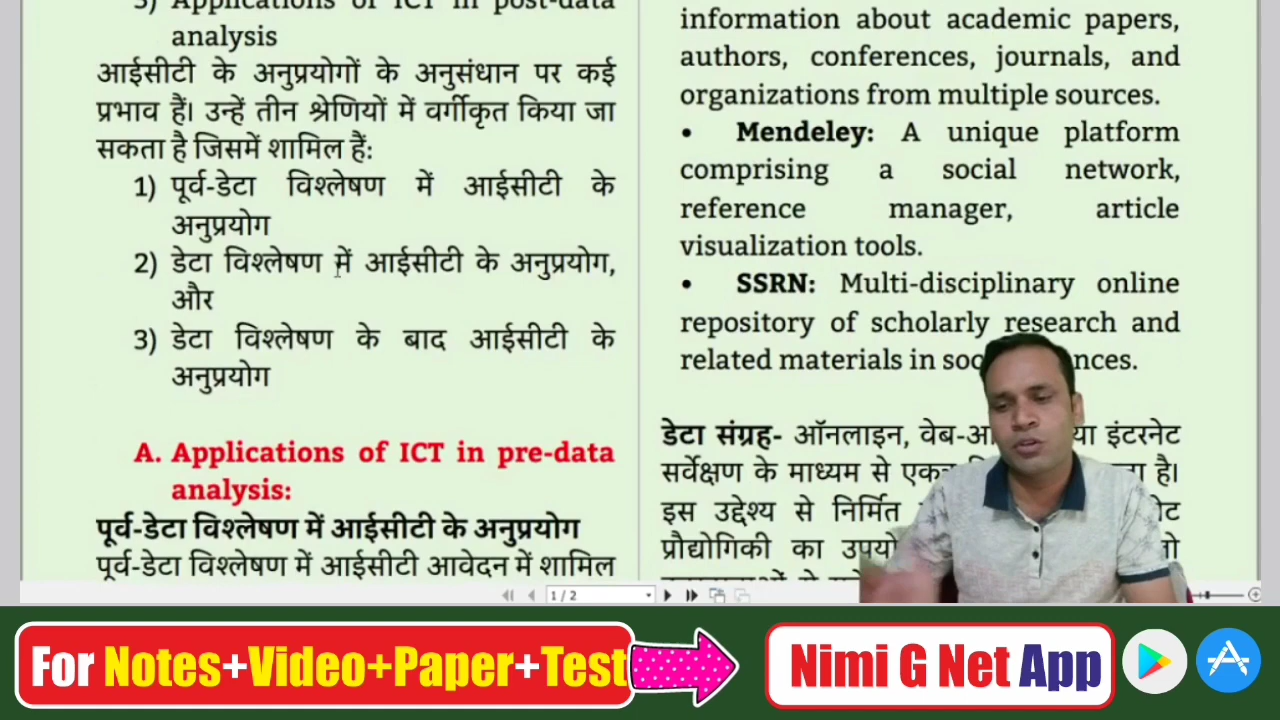 3) Applications of ICT in post-data
analysis
आईसीटी के अनुप्रयोगों के अनुसंधान पर कई
प्रभाव हैं। उन्हें तीन श्रेणियों में वर्गीकृत किया जा
सकता है जिसमें शामिल हैं:
1) पूर्व-डेटा विश्लेषण में आईसीटी के
अनुप्रयोग
2) डेटा विश्लेषण में आईसीटी के अनुप्रयोग,
और
3) डेटा विश्लेषण के बाद आईसीटी के
अनुप्रयोग
A. Applications of ICT in pre-data
analysis:
पूर्व-डेटा विश्लेषण में आईसीटी के अनुप्रयोग
पूर्व-डेटा विश्लेषण में आईसीटी आवेदन में शामिल
information about academic papers,
authors, conferences, journals, and
organizations from multiple sources.
• Mendeley: A unique platform
comprising a social network,
reference manager, article
visualization tools.
• SSRN: Multi-disciplinary online
repository of scholarly research and
related materials in
डेटा संग्रह- ऑनलाइन, या इंटरनेट
सर्वेक्षण के माध्यम से है।
इस उद्देश्य से निर्मित
प्रौद्योगिकी का
1 / 2
For Notes+Video+Paper+Test
Nimi G Net App